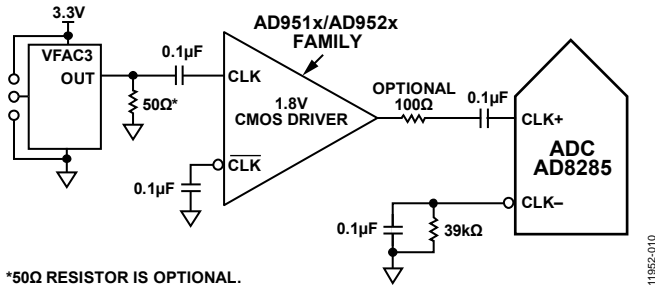 3.3V
VFAC3
OUT
0.1µF
50Ω*
AD951x/AD952x
FAMILY
CLK
1.8V
CMOS DRIVER
CLK
0.1µF
OPTIONAL
100Ω
0.1µF
CLK+
ADC
AD8285
CLK–
0.1µF
39kΩ
*50Ω RESISTOR IS OPTIONAL.
11952-010